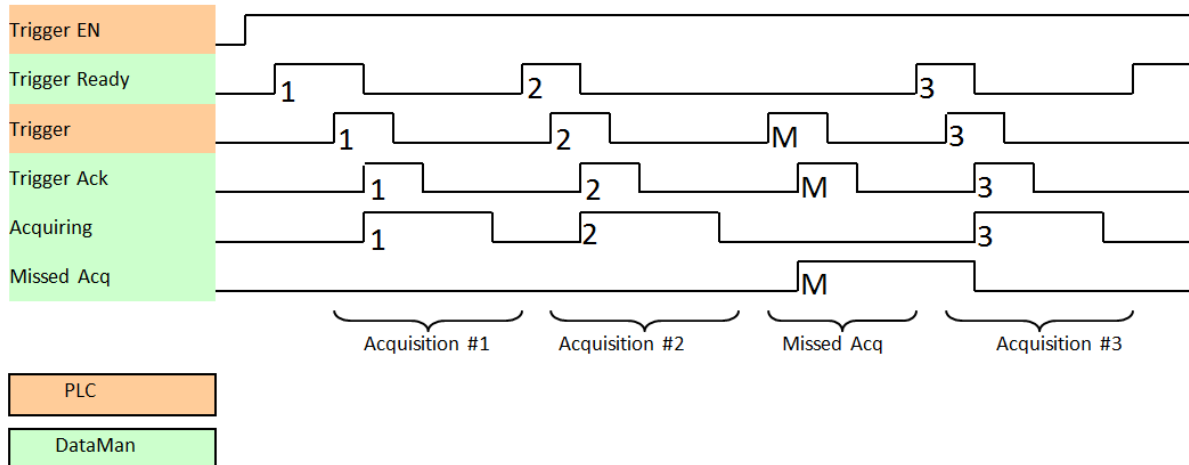 Trigger EN
Trigger Ready
1 2 3
Trigger
1 2 M 3
Trigger Ack
1 2 M 3
Acquiring
1 2 3
Missed Acq
M
Acquisition #1 Acquisition #2 Missed Acq Acquisition #3
PLC
DataMan